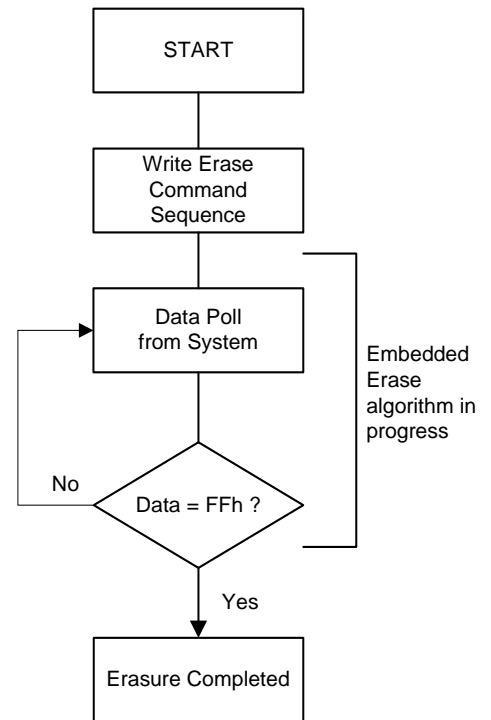 START
Write Erase
Command
Sequence
Data Poll
from System
Embedded
Erase
algorithm in
progress
No
Data = FFh ?
Yes
Erasure Completed